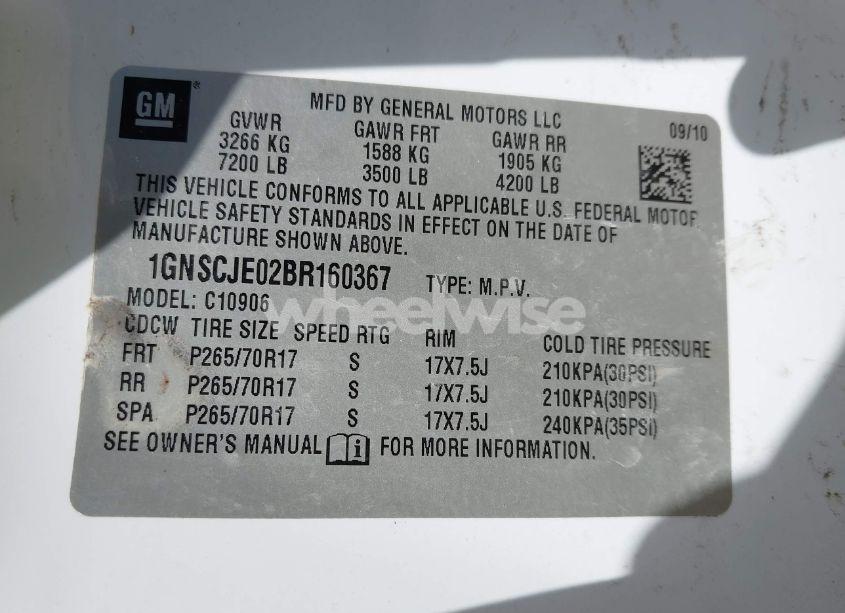 GM
MFD BY GENERAL MOTORS LLC
09/10
GVWR GAWR FRT GAWR RR
3266 KG 1588 KG 1905 KG
7200 LB 3500 LB 4200 LB
THIS VEHICLE CONFORMS TO ALL APPLICABLE U.S. FEDERAL MOTOR
VEHICLE SAFETY STANDARDS IN EFFECT ON THE DATE OF
MANUFACTURE SHOWN ABOVE.
1GNSCJE02BR160367 TYPE: M.P.V.
MODEL: C10906
wheelwise
CDCW TIRE SIZE SPEED RTG RIM COLD TIRE PRESSURE
FRT P265/70R17 S 17X7.5J 210KPA(30PSI)
RR P265/70R17 S 17X7.5J 210KPA(30PSI)
SPA P265/70R17 S 17X7.5J 240KPA(35PSI)
SEE OWNER'S MANUAL i FOR MORE INFORMATION.